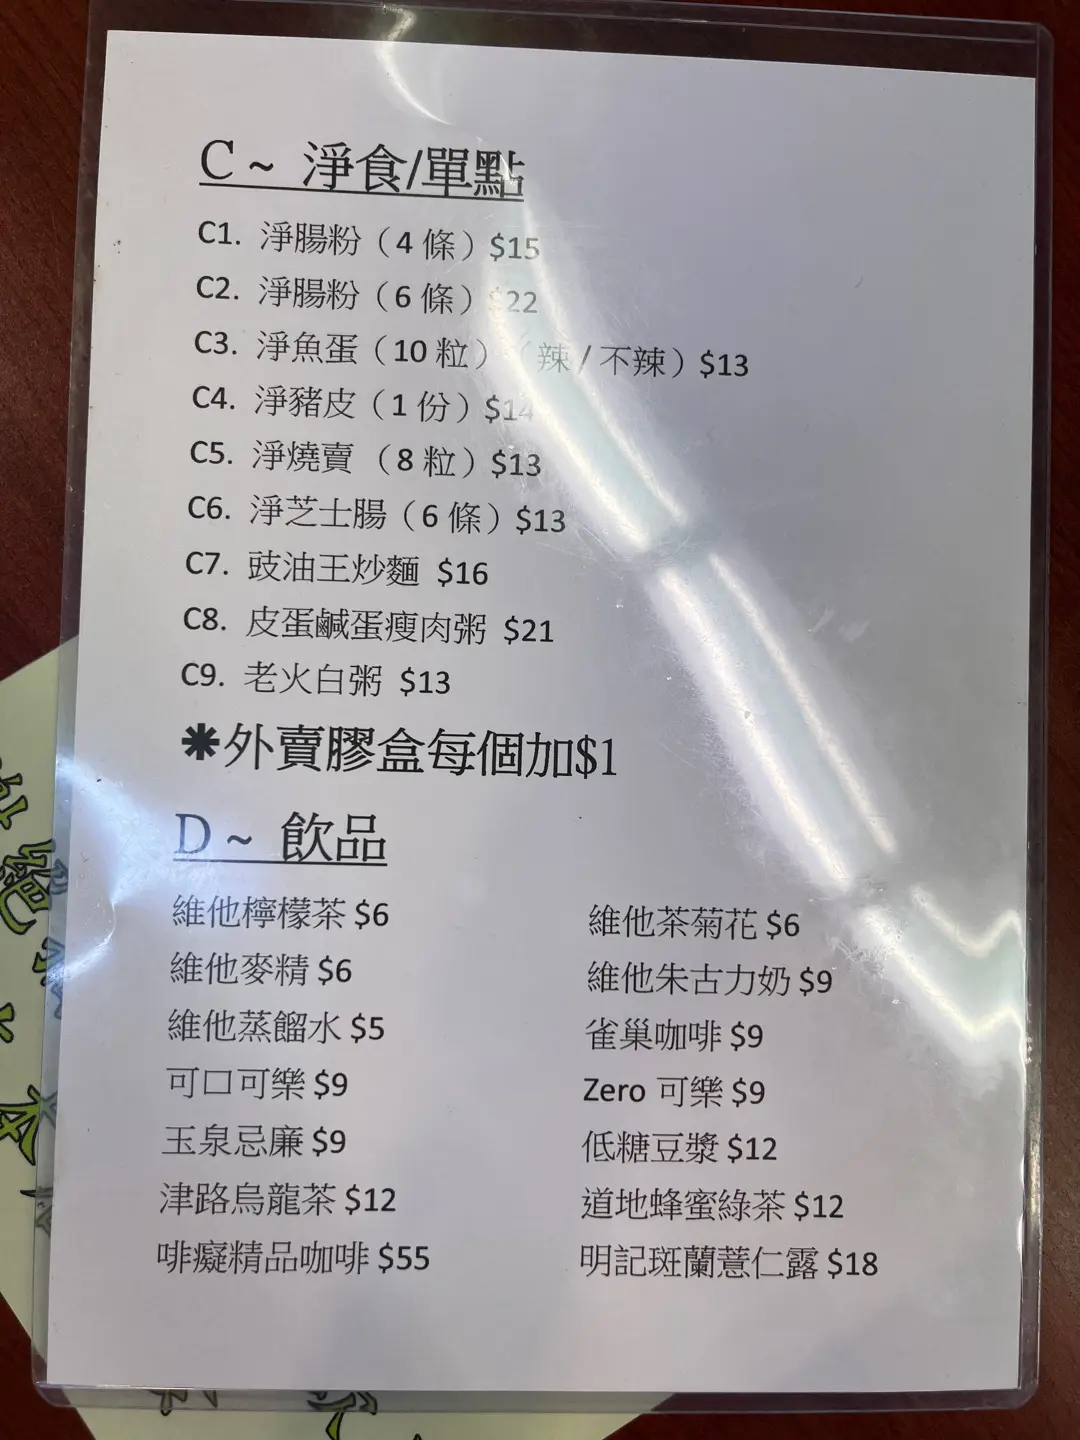 C ~ 淨食/單點
C1. 淨腸粉（4 條）$15
C2. 淨腸粉（6 條）$22
C3. 淨魚蛋（10 粒）（辣 / 不辣）$13
C4. 淨豬皮（1 份）$14
C5. 淨燒賣 （8 粒）$13
C6. 淨芝士腸（6 條）$13
C7. 豉油王炒麵 $16
C8. 皮蛋鹹蛋瘦肉粥 $21
C9. 老火白粥 $13
✱外賣膠盒每個加$1
D ~ 飲品
維他檸檬茶 $6 維他茶菊花 $6
維他麥精 $6 維他朱古力奶 $9
維他蒸餾水 $5 雀巢咖啡 $9
可口可樂 $9 Zero 可樂 $9
玉泉忌廉 $9 低糖豆漿 $12
津路烏龍茶 $12 道地蜂蜜綠茶 $12
啡癡精品咖啡 $55 明記斑蘭薏仁露 $18